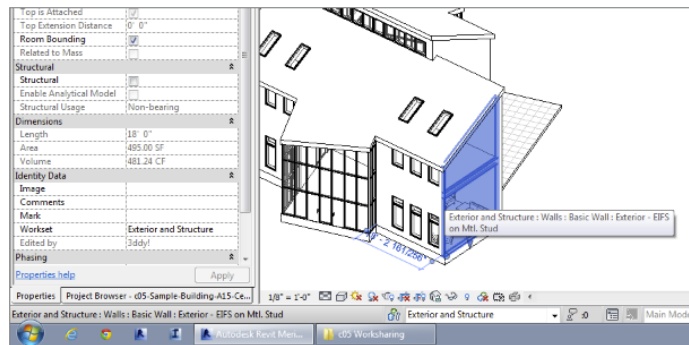 Top is Attached
Top Extension Distance 0' 0"
Room Bounding
Related to Mass
Structural
Structural
Enable Analytical Model
Structural Usage Non-bearing
Dimensions
Length 18' 0"
Area 495.00 SF
Volume 481.24 CF
Identity Data
Image
Comments
Mark
Workset Exterior and Structure
Edited by 3ddy!
Phasing
Properties help Apply
Properties Project Browser - c05-Sample-Building-A15-Ce...
Exterior and Structure : Walls : Basic Wall : Exterior - EIFS
on Mtl. Stud
1/8" = 1'-0"
Exterior and Structure : Walls : Basic Wall : Exterior - EIFS on Mtl. Stud
Exterior and Structure
:0
Main Mode
Autodesk Revit Men...
c05 Worksharing